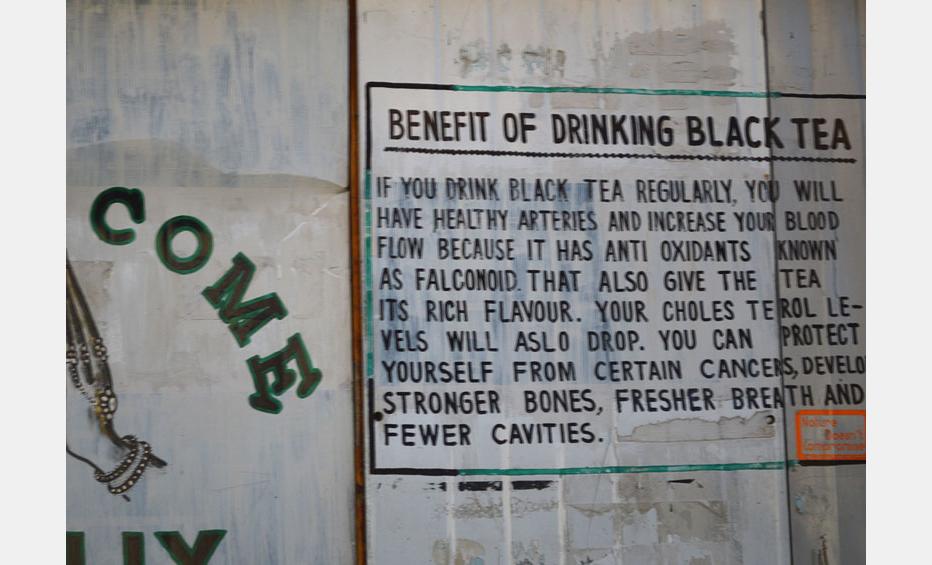 COME
UX
BENEFIT OF DRINKING BLACK TEA
IF YOU DRINK BLACK TEA REGULARLY, YOU WILL
HAVE HEALTHY ARTERIES AND INCREASE YOUR BLOOD
FLOW BECAUSE IT HAS ANTI OXIDANTS KNOWN
AS FALCONOID THAT ALSO GIVE THE TEA
ITS RICH FLAVOUR. YOUR CHOLES TEROL LE-
VELS WILL ASLO DROP. YOU CAN PROTECT
YOURSELF FROM CERTAIN CANCERS, DEVELO
STRONGER BONES, FRESHER BREATH AND
FEWER CAVITIES.
Nature
Doesn't